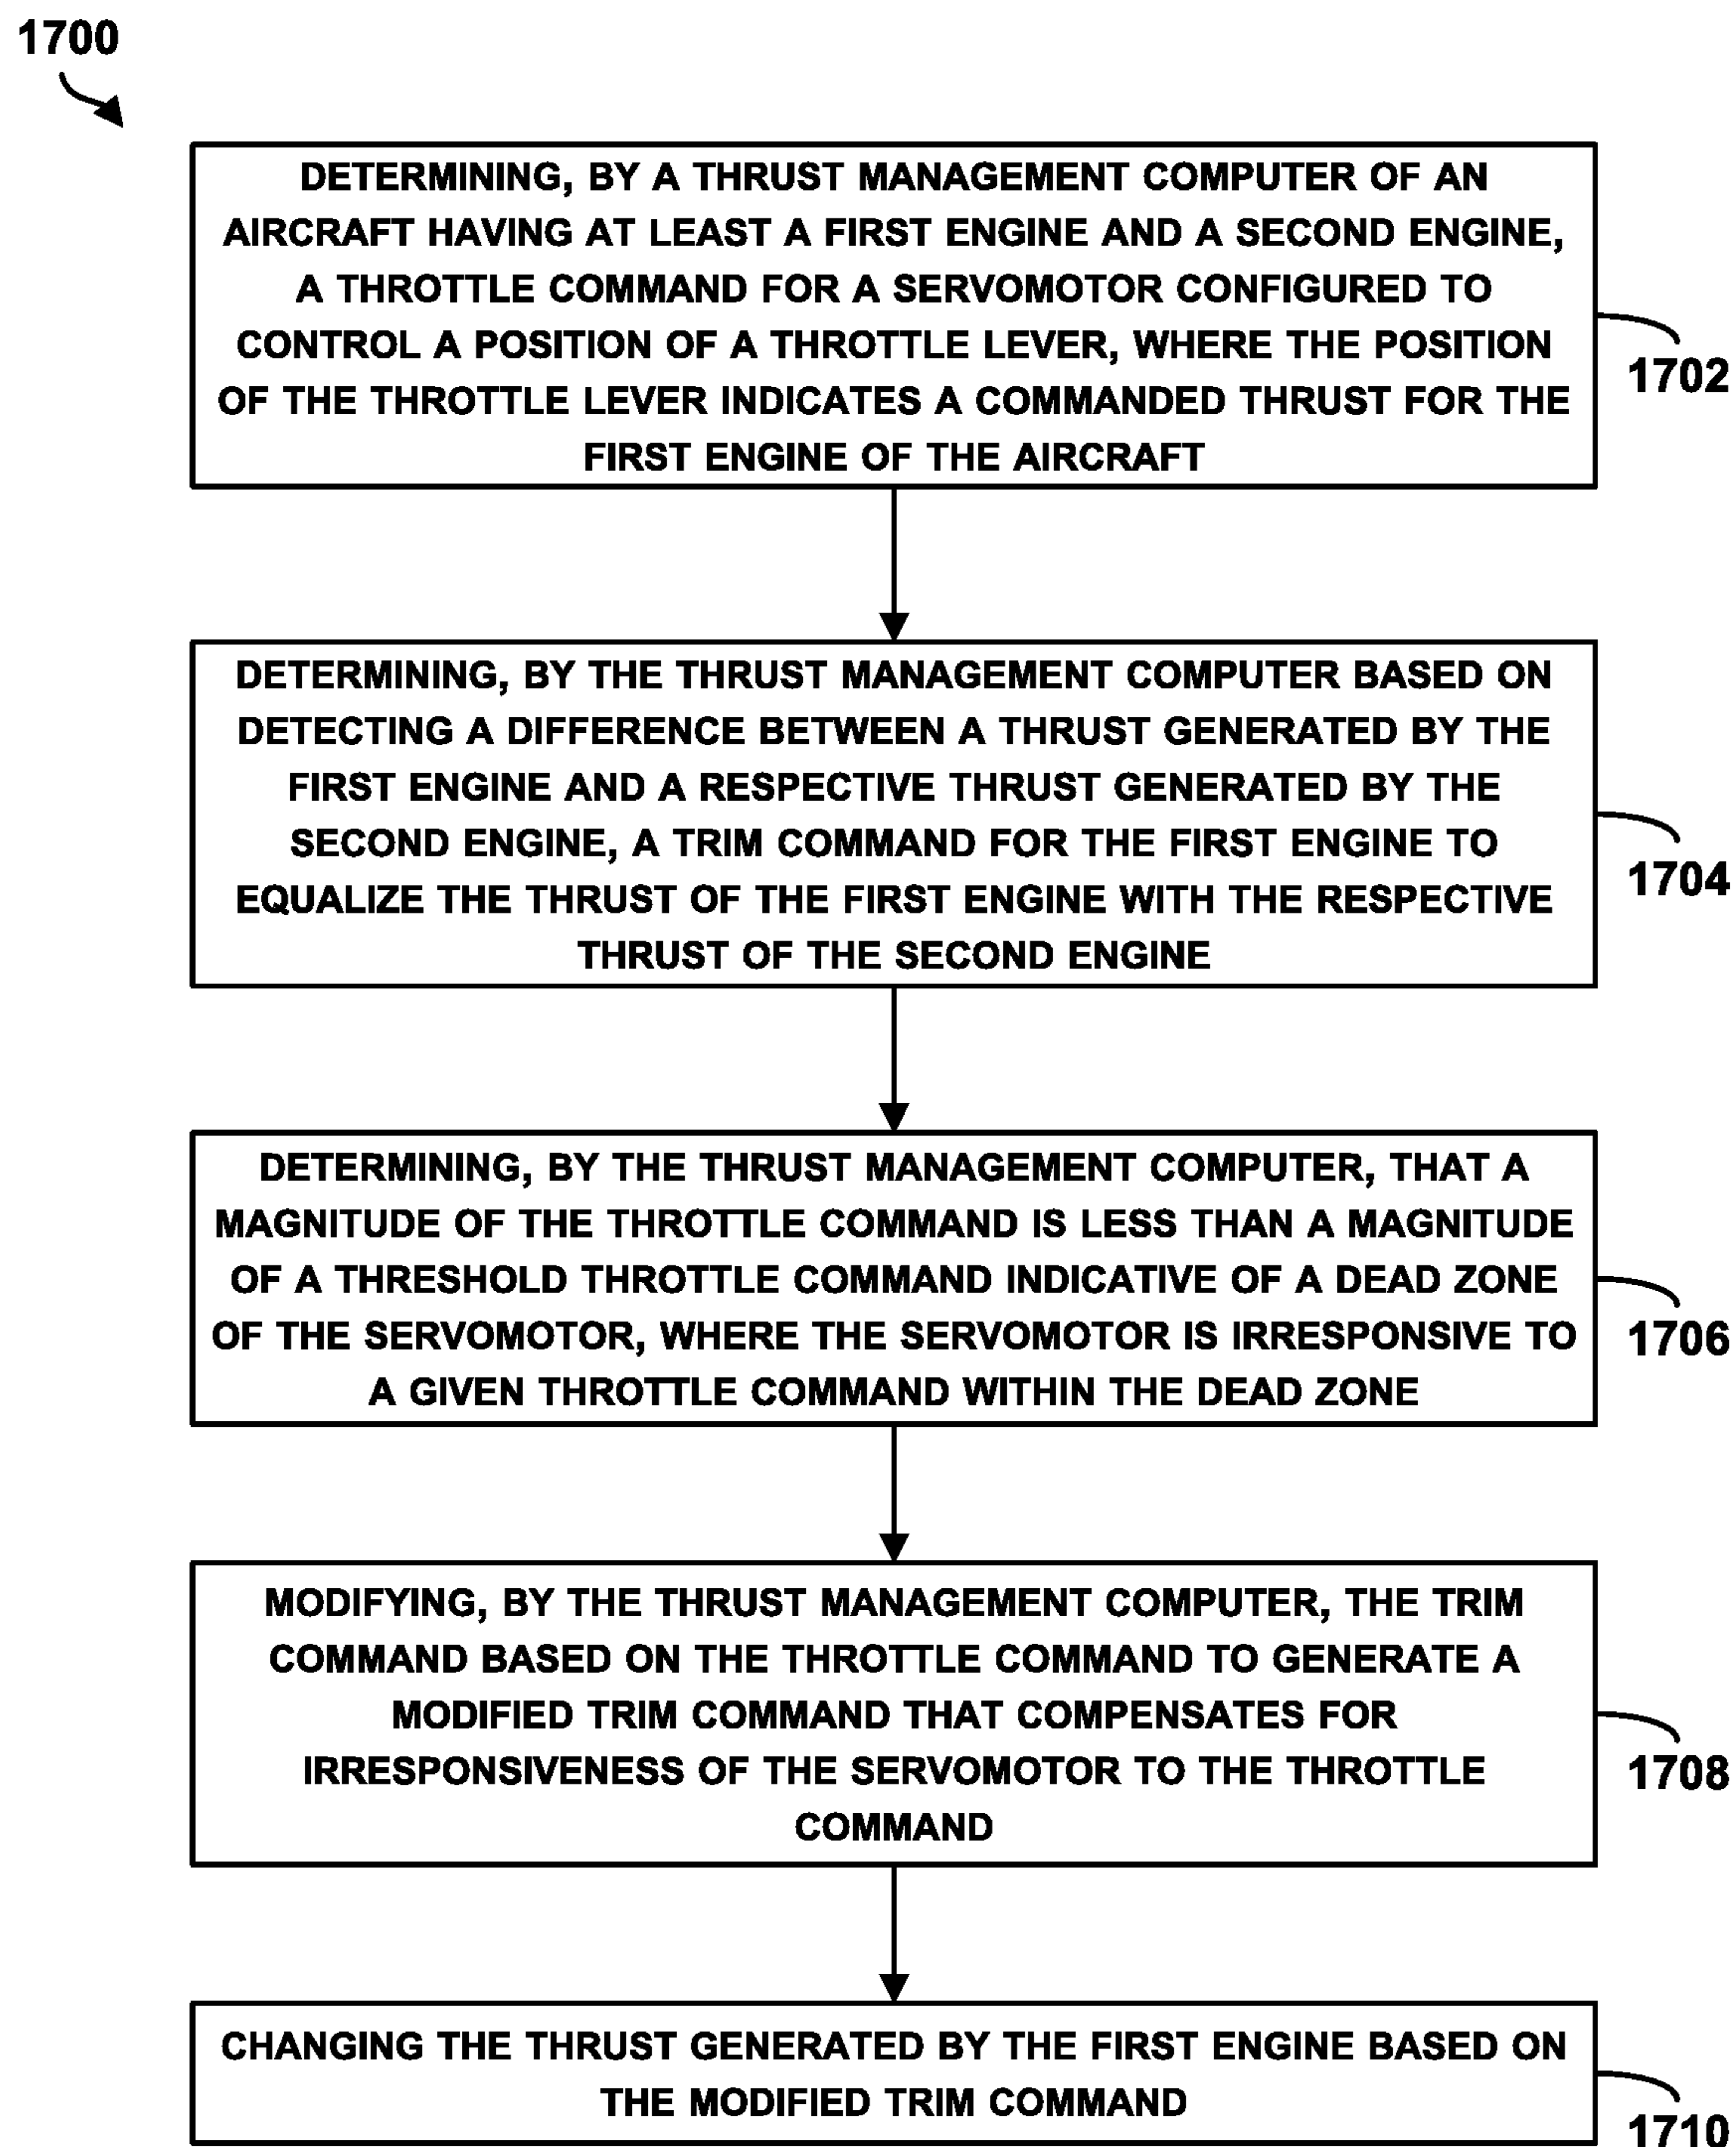 1700
DETERMINING, BY A THRUST MANAGEMENT COMPUTER OF AN
AIRCRAFT HAVING AT LEAST A FIRST ENGINE AND A SECOND ENGINE,
A THROTTLE COMMAND FOR A SERVOMOTOR CONFIGURED TO
CONTROL A POSITION OF A THROTTLE LEVER, WHERE THE POSITION
OF THE THROTTLE LEVER INDICATES A COMMANDED THRUST FOR THE
FIRST ENGINE OF THE AIRCRAFT
1702
DETERMINING, BY THE THRUST MANAGEMENT COMPUTER BASED ON
DETECTING A DIFFERENCE BETWEEN A THRUST GENERATED BY THE
FIRST ENGINE AND A RESPECTIVE THRUST GENERATED BY THE
SECOND ENGINE, A TRIM COMMAND FOR THE FIRST ENGINE TO
EQUALIZE THE THRUST OF THE FIRST ENGINE WITH THE RESPECTIVE
THRUST OF THE SECOND ENGINE
1704
DETERMINING, BY THE THRUST MANAGEMENT COMPUTER, THAT A
MAGNITUDE OF THE THROTTLE COMMAND IS LESS THAN A MAGNITUDE
OF A THRESHOLD THROTTLE COMMAND INDICATIVE OF A DEAD ZONE
OF THE SERVOMOTOR, WHERE THE SERVOMOTOR IS IRRESPONSIVE TO
A GIVEN THROTTLE COMMAND WITHIN THE DEAD ZONE
1706
MODIFYING, BY THE THRUST MANAGEMENT COMPUTER, THE TRIM
COMMAND BASED ON THE THROTTLE COMMAND TO GENERATE A
MODIFIED TRIM COMMAND THAT COMPENSATES FOR
IRRESPONSIVENESS OF THE SERVOMOTOR TO THE THROTTLE
COMMAND
1708
CHANGING THE THRUST GENERATED BY THE FIRST ENGINE BASED ON
THE MODIFIED TRIM COMMAND
1710